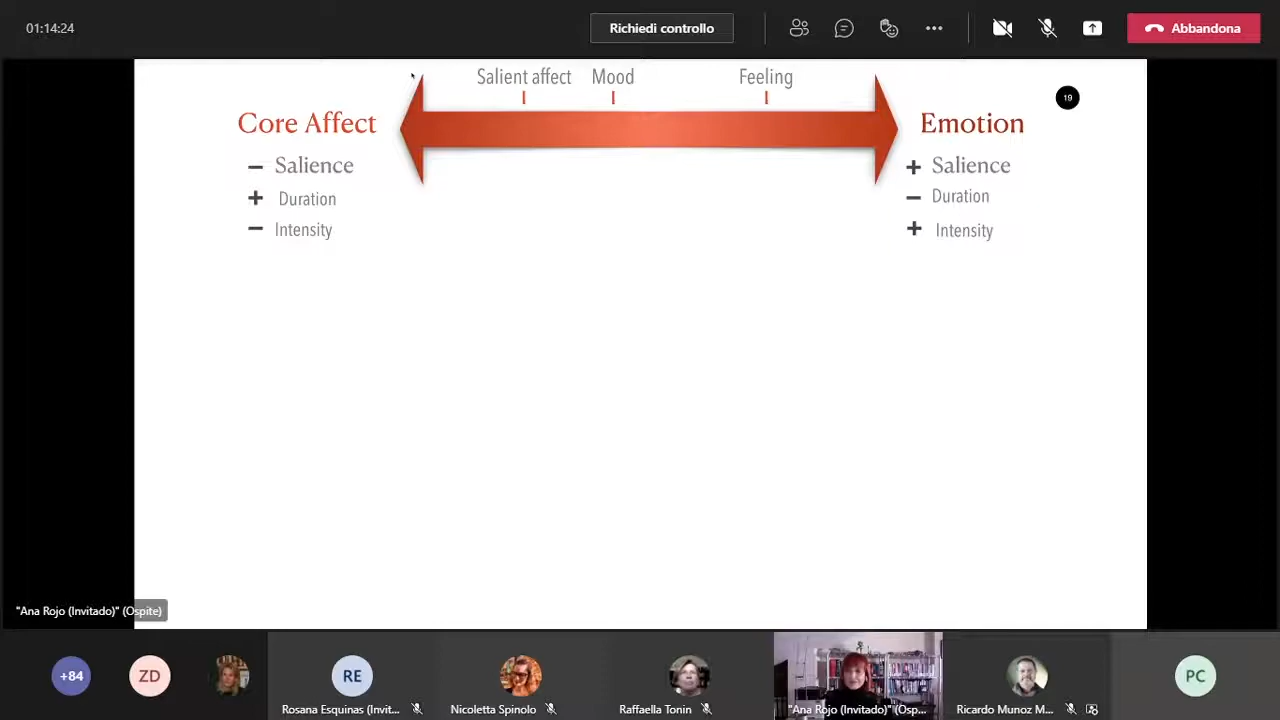 01:14:24
Richiedi controllo
Abbandona
Salient affect Mood Feeling
19
Core Affect
Emotion
− Salience
+ Duration
− Intensity
+ Salience
− Duration
+ Intensity
"Ana Rojo (Invitado)" (Ospite)
+84
ZD
RE
PC
Rosana Esquinas (Invit...
Nicoletta Spinolo
Raffaella Tonin
"Ana Rojo (Invitado)" (Osp...
Ricardo Munoz M...